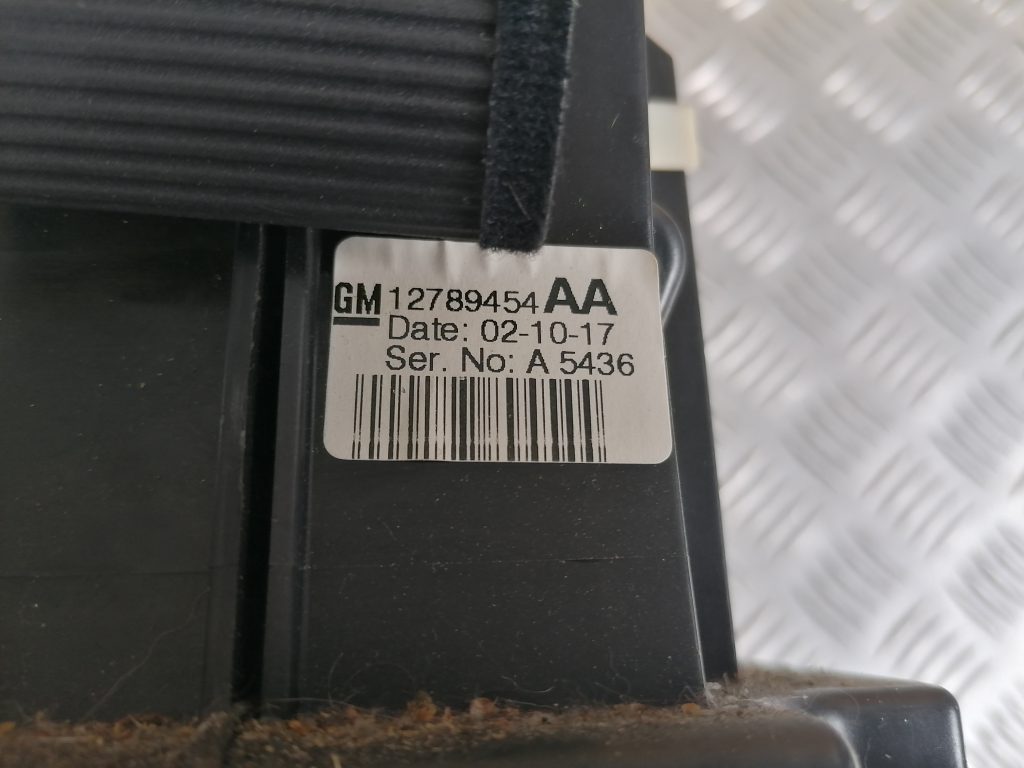 GM 12789454 AA
Date: 02-10-17
Ser. No: A 5436